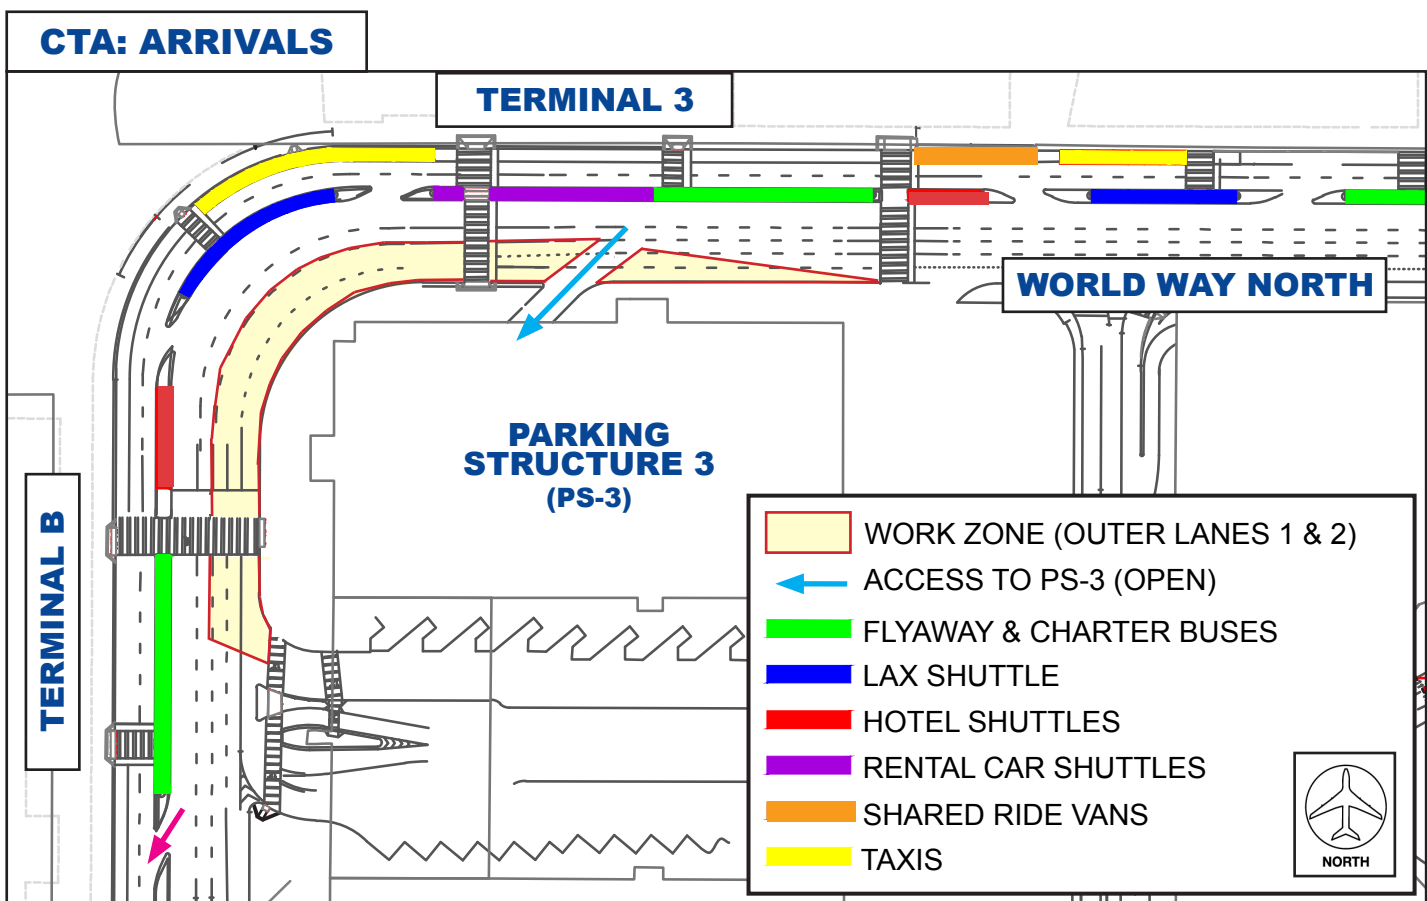 CTA: ARRIVALS
TERMINAL 3
WORLD WAY NORTH
PARKING
STRUCTURE 3
(PS-3)
TERMINAL B
WORK ZONE (OUTER LANES 1 & 2)
ACCESS TO PS-3 (OPEN)
FLYAWAY & CHARTER BUSES
LAX SHUTTLE
HOTEL SHUTTLES
RENTAL CAR SHUTTLES
SHARED RIDE VANS
TAXIS
NORTH